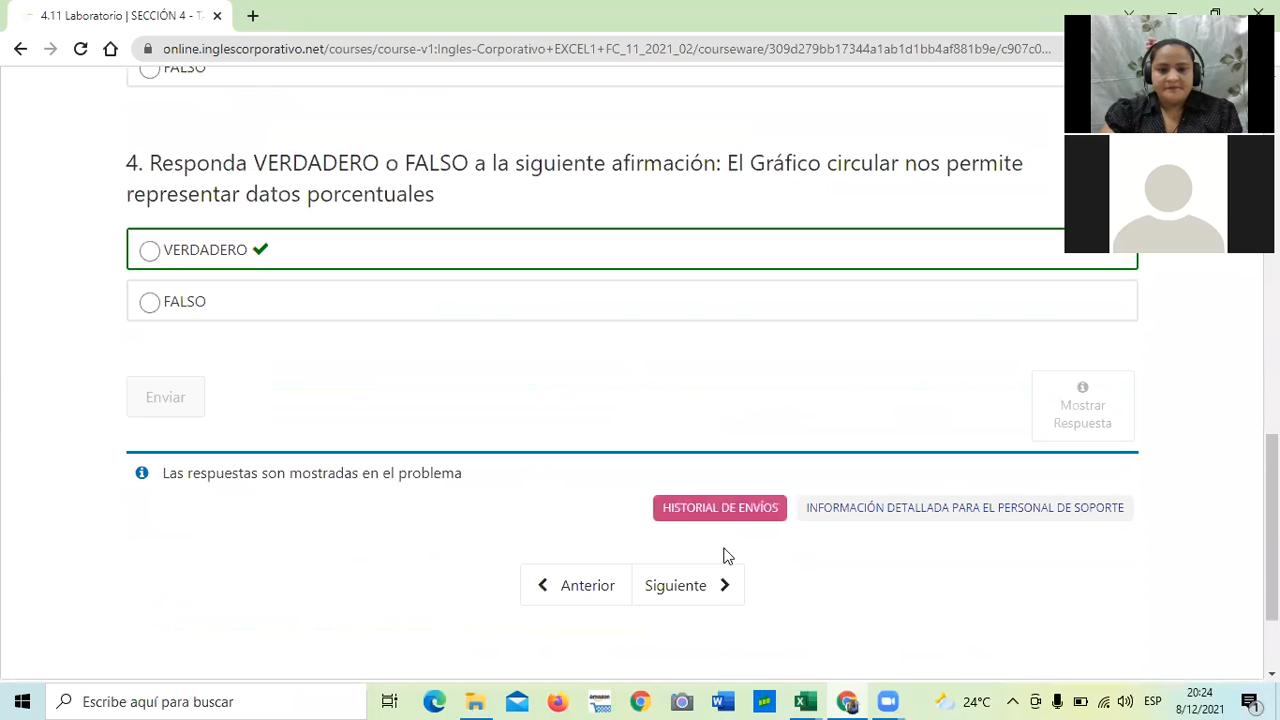 4.11 Laboratorio | SECCIÓN 4 - T
online.inglescorporativo.net/courses/course-v1:Ingles-Corporativo+EXCEL1+FC_11_2021_02/courseware/309d279bb17344a1ab1d1bb4af881b9e/c907c0...
FALSO
4. Responda VERDADERO o FALSO a la siguiente afirmación: El Gráfico circular nos permite
representar datos porcentuales
VERDADERO
FALSO
Enviar
Mostrar
Respuesta
Las respuestas son mostradas en el problema
HISTORIAL DE ENVÍOS
INFORMACIÓN DETALLADA PARA EL PERSONAL DE SOPORTE
Anterior
Siguiente
Escribe aquí para buscar
24°C
ESP
20:24
8/12/2021